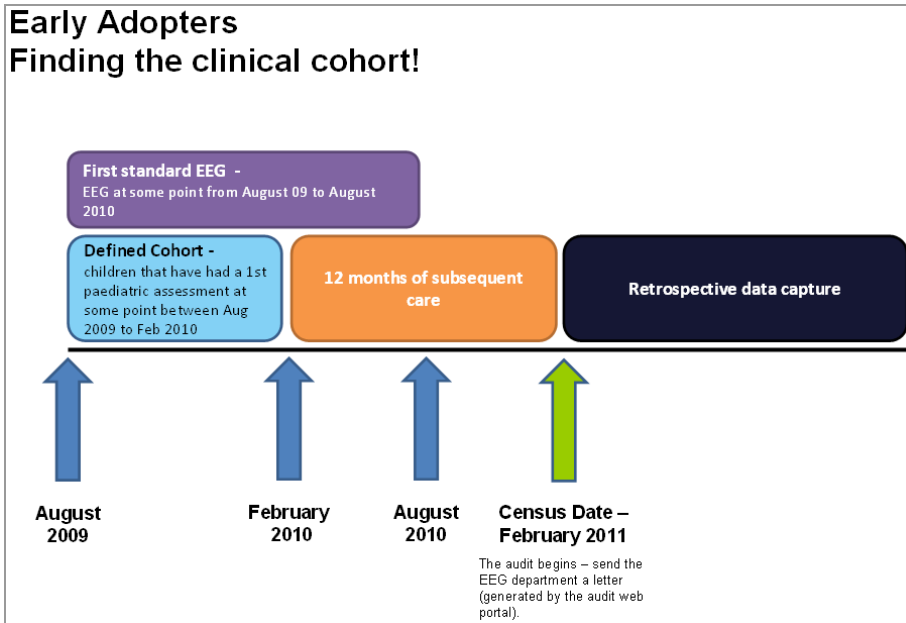 Early Adopters
Finding the clinical cohort!
First standard EEG -
EEG at some point from August 09 to August
2010
Defined Cohort -
children that have had a 1st
paediatric assessment at
some point between Aug
2009 to Feb 2010
12 months of subsequent
care
Retrospective data capture
August
2009
February
2010
August
2010
Census Date –
February 2011
The audit begins – send the
EEG department a letter
(generated by the audit web
portal).